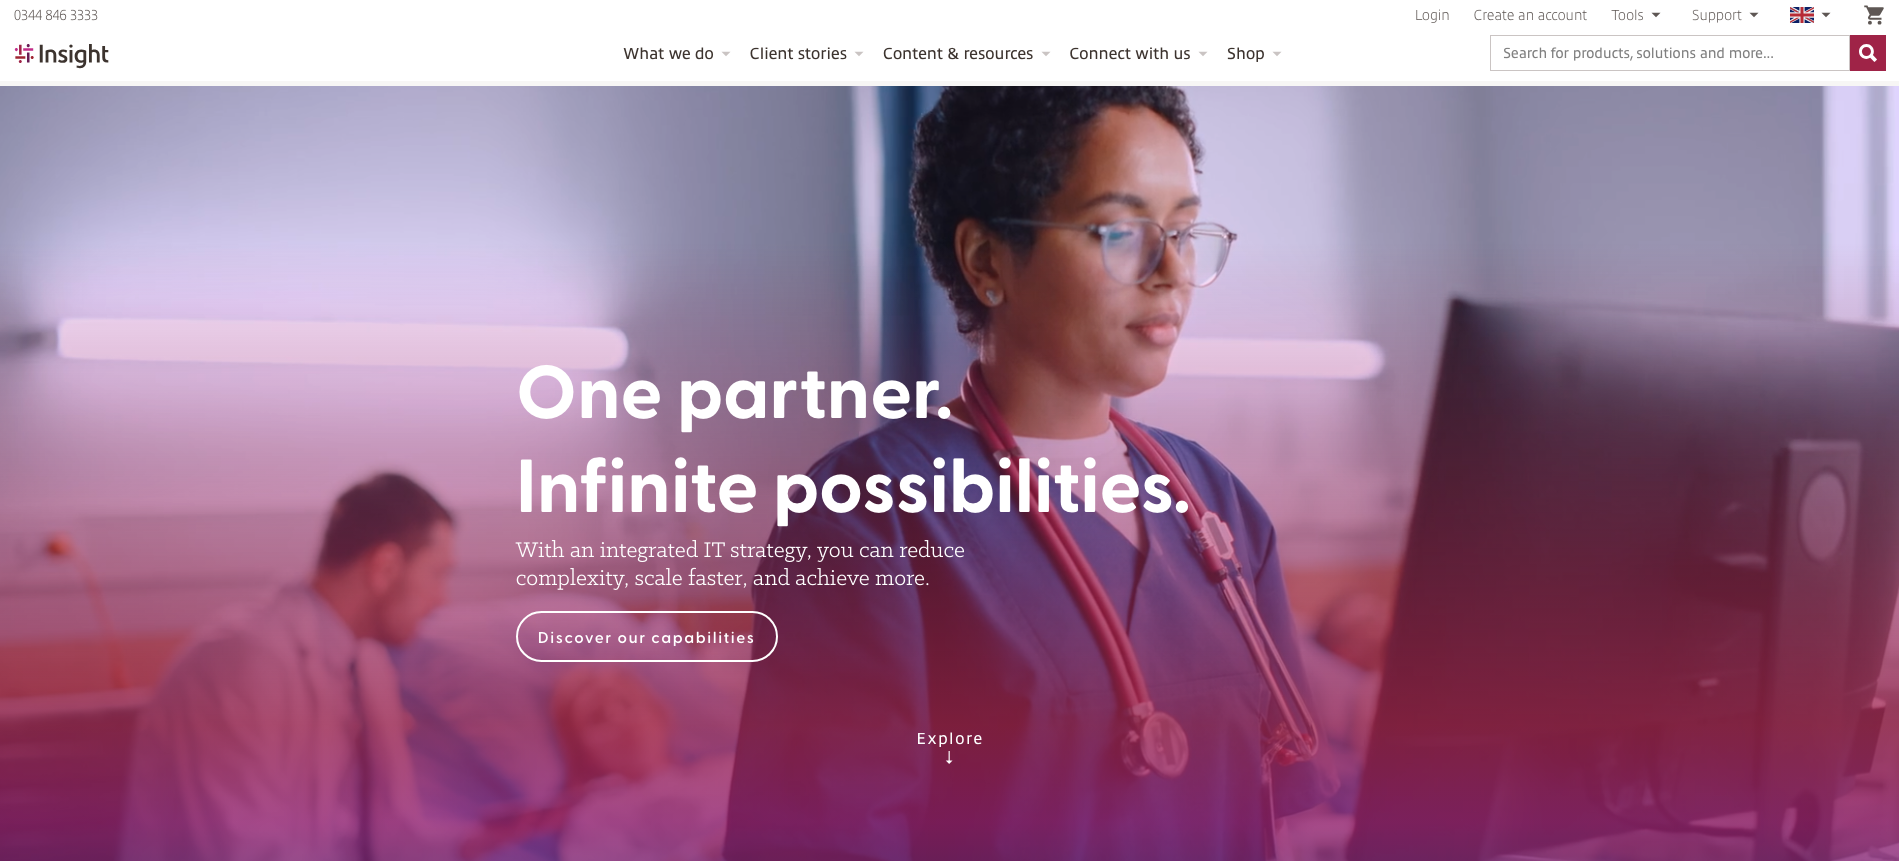 0344 846 3333
Login
Create an account
Tools
Support
Insight
What we do
Client stories
Content & resources
Connect with us
Shop
Search for products, solutions and more...
One partner.
Infinite possibilities.
With an integrated IT strategy, you can reduce
complexity, scale faster, and achieve more.
Discover our capabilities
Explore